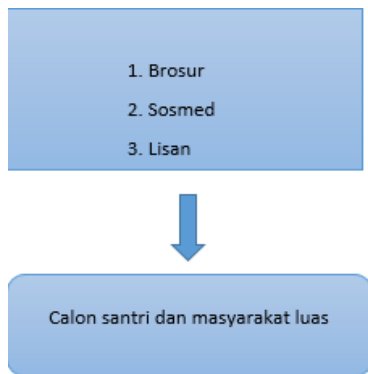 1. Brosur
2. Sosmed
3. Lisan
Calon santri dan masyarakat luas